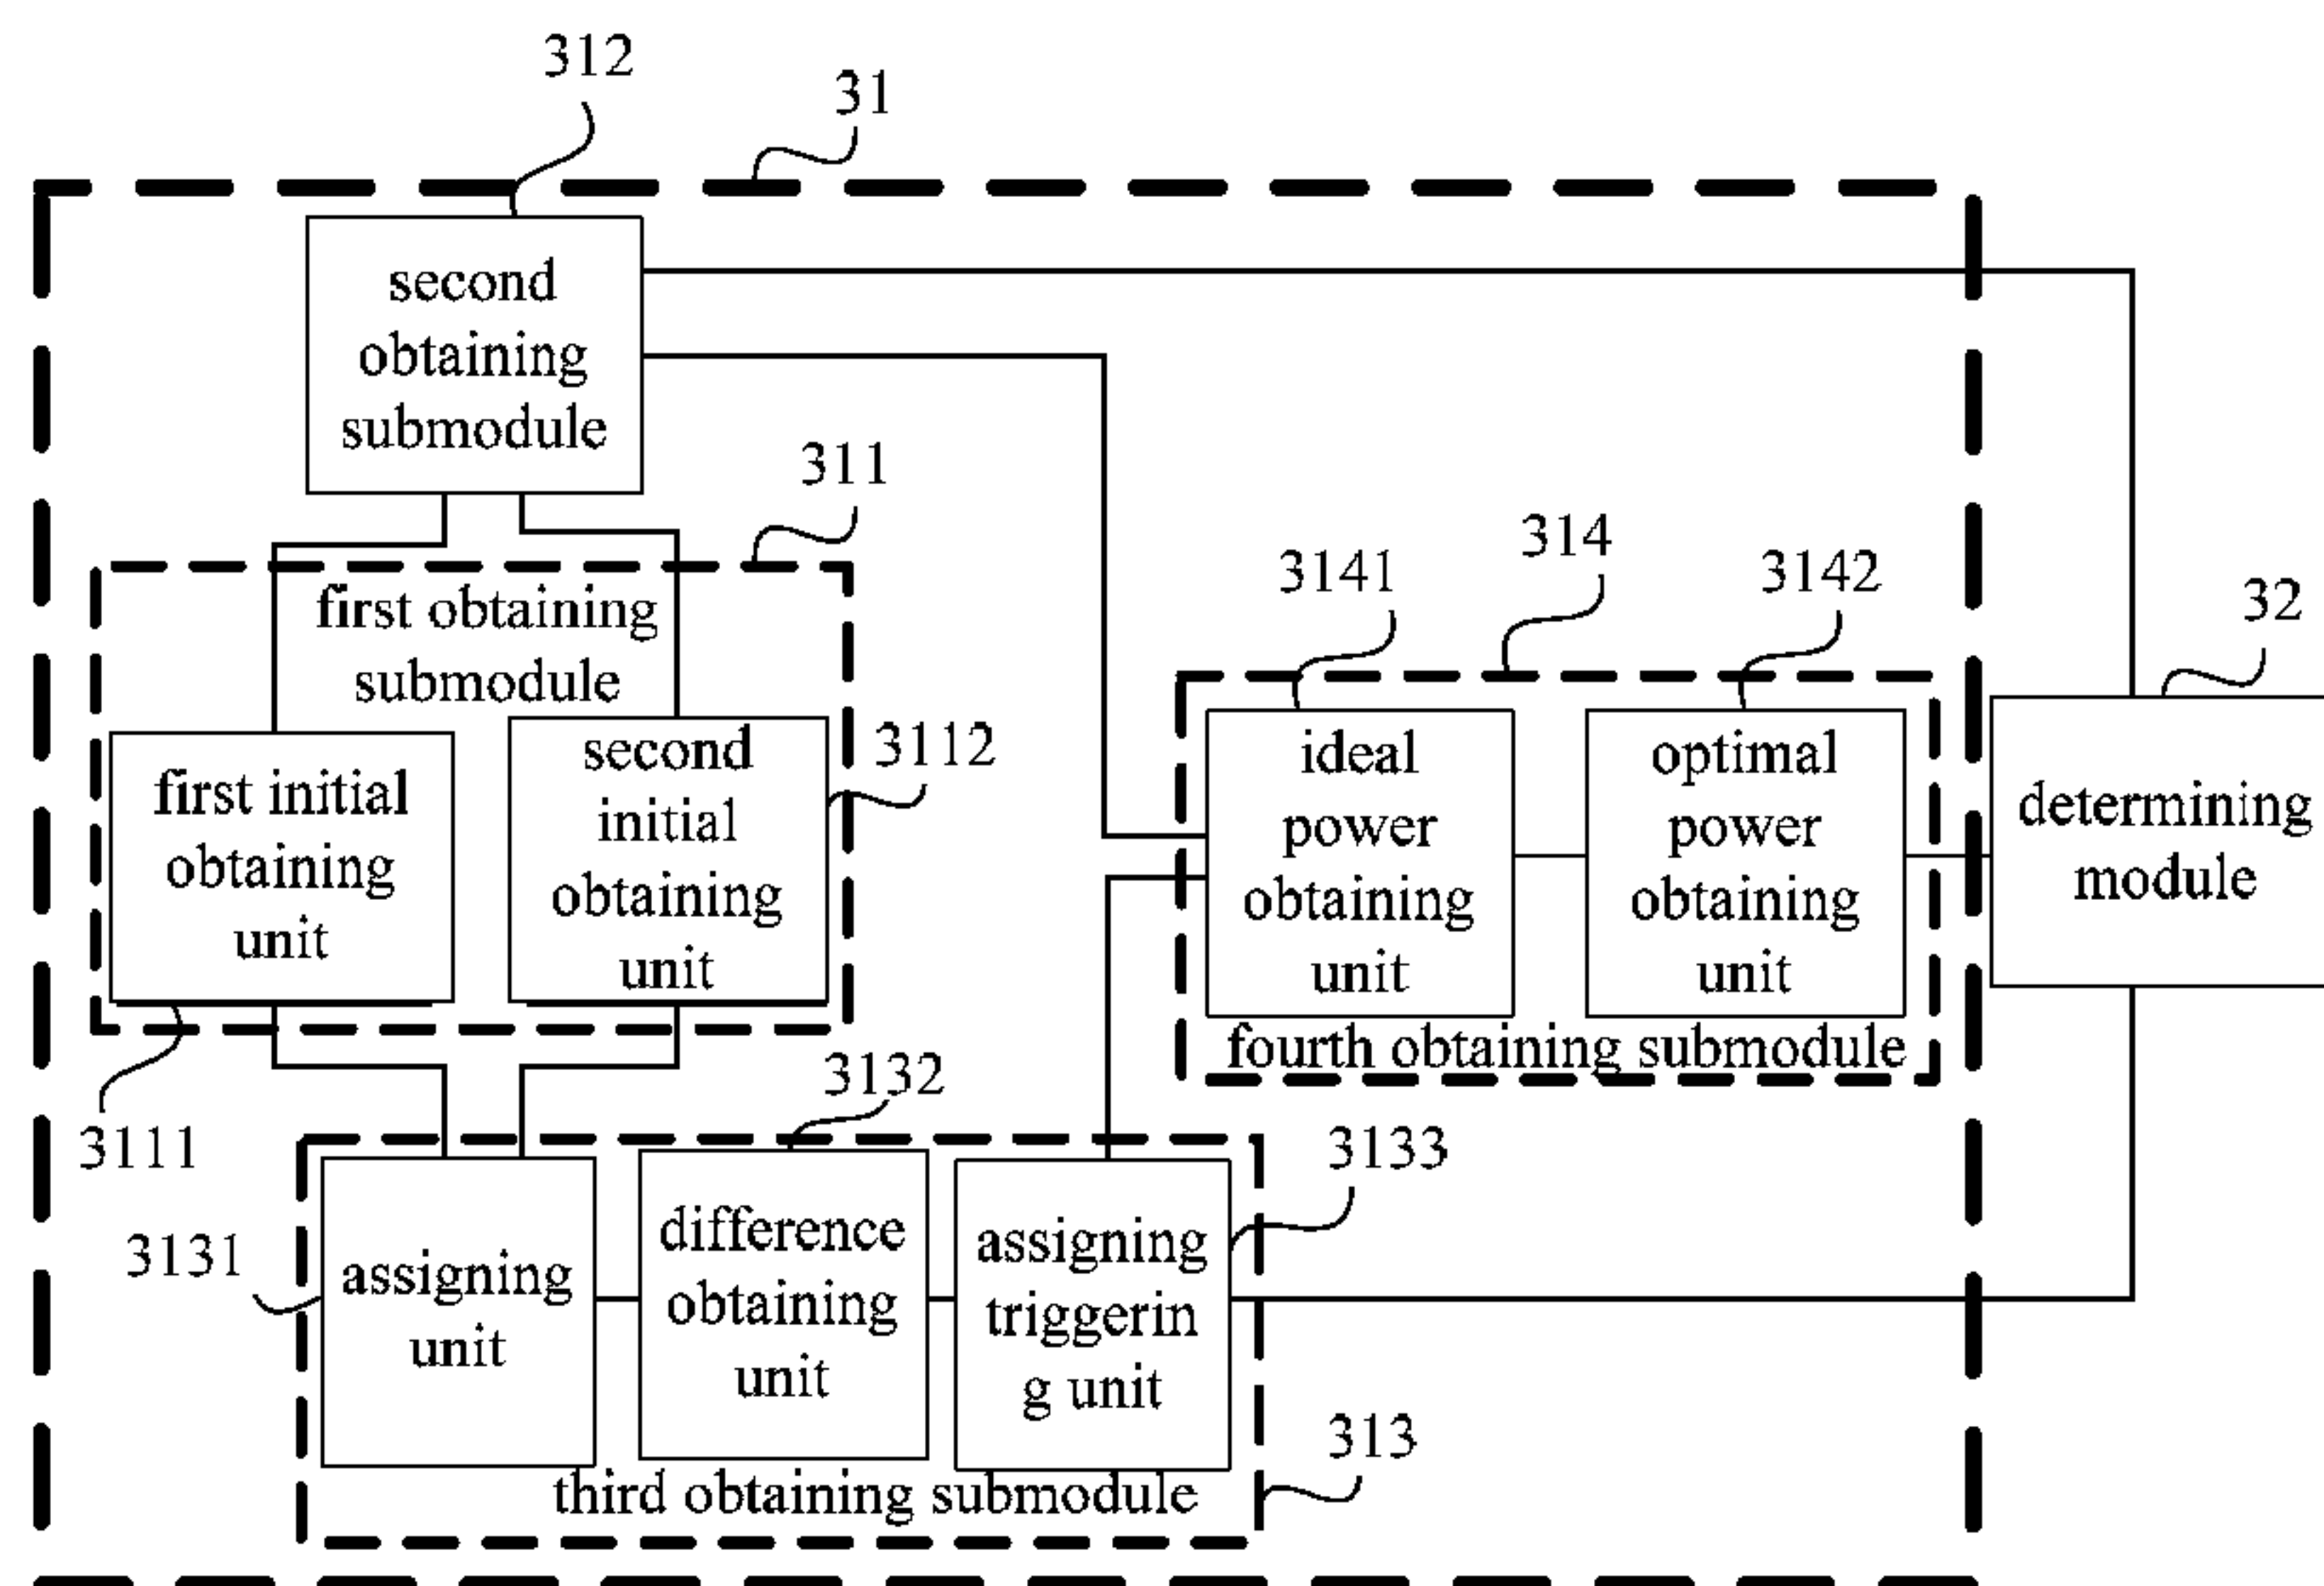 312
31
second
obtaining
submodule
311
first obtaining
submodule
first initial
obtaining
unit
3111
second
initial
obtaining
unit
3112
314
3141
3142
ideal
power
obtaining
unit
optimal
power
obtaining
unit
fourth obtaining submodule
32
determining
module
3131
assigning
unit
3132
difference
obtaining
unit
3133
assigning
triggerin
g unit
third obtaining submodule
313